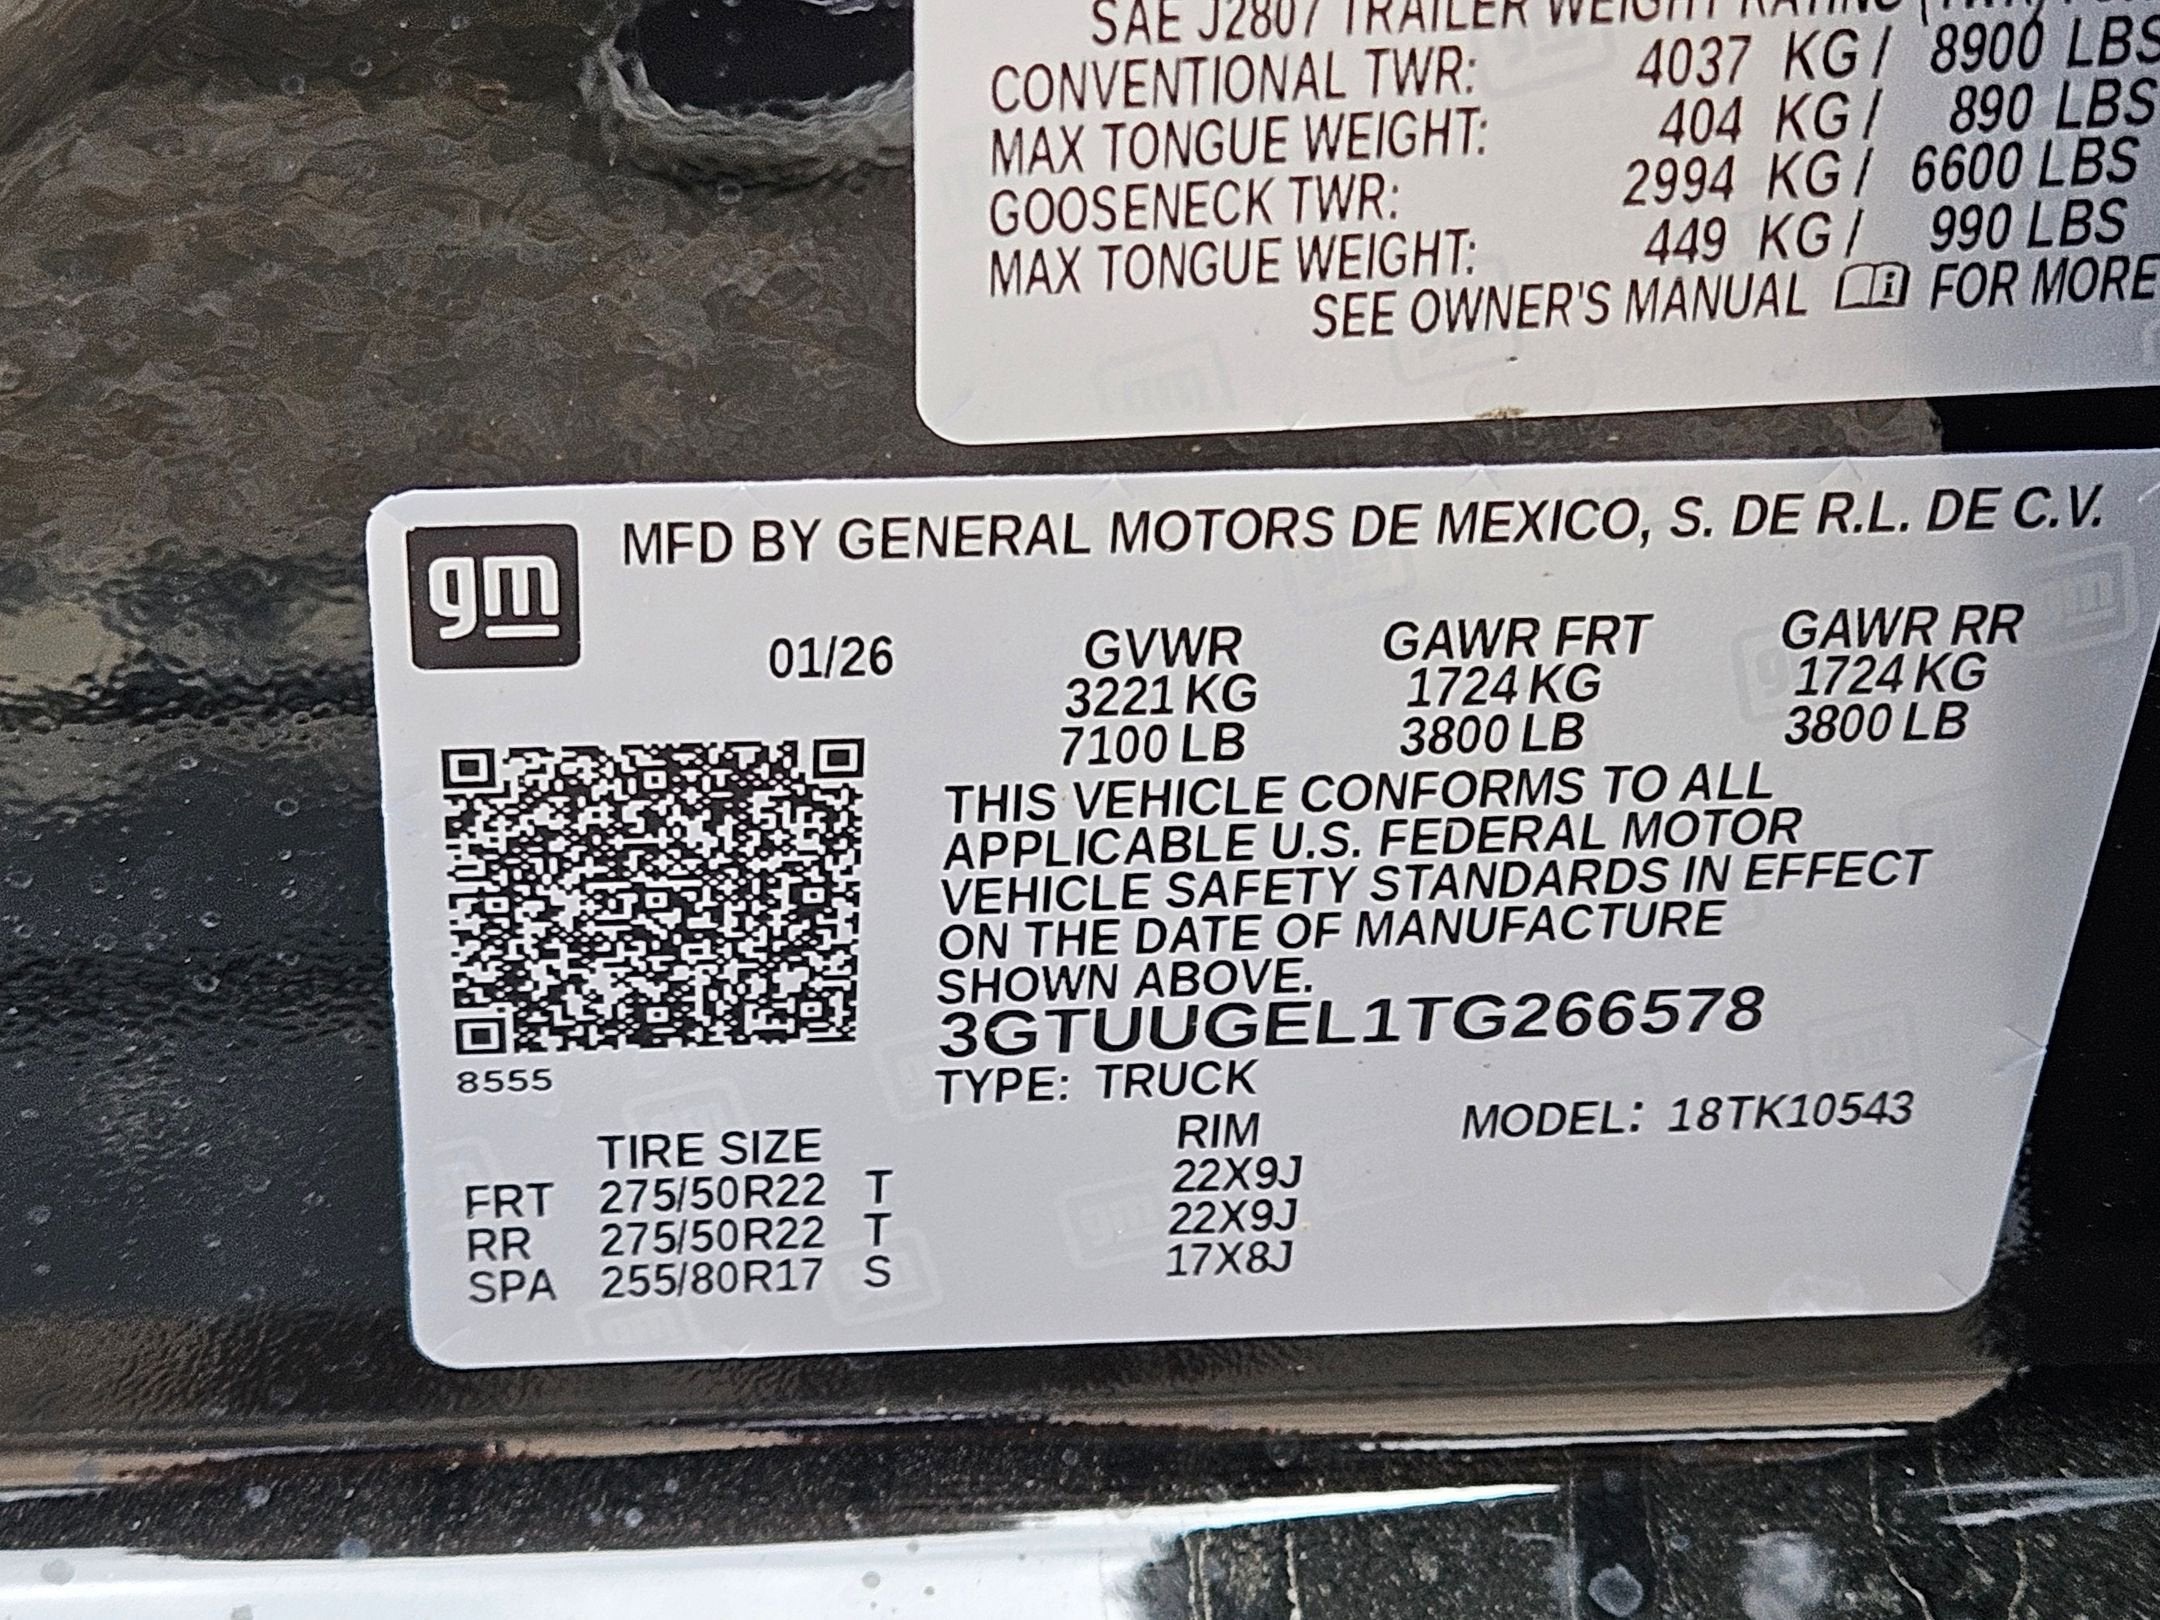 SAE J2807 TRAILER WEIGHT RATING (TWR)
CONVENTIONAL TWR: 4037 KG / 8900 LBS
MAX TONGUE WEIGHT: 404 KG / 890 LBS
GOOSENECK TWR: 2994 KG / 6600 LBS
MAX TONGUE WEIGHT: 449 KG / 990 LBS
SEE OWNER'S MANUAL FOR MORE
gm
MFD BY GENERAL MOTORS DE MEXICO, S. DE R.L. DE C.V.
01/26 GVWR GAWR FRT GAWR RR
3221 KG 1724 KG 1724 KG
7100 LB 3800 LB 3800 LB
THIS VEHICLE CONFORMS TO ALL
APPLICABLE U.S. FEDERAL MOTOR
VEHICLE SAFETY STANDARDS IN EFFECT
ON THE DATE OF MANUFACTURE
SHOWN ABOVE.
3GTUUGEL1TG266578
8555
TYPE: TRUCK
MODEL: 18TK10543
TIRE SIZE RIM
FRT 275/50R22 T 22X9J
RR 275/50R22 T 22X9J
SPA 255/80R17 S 17X8J